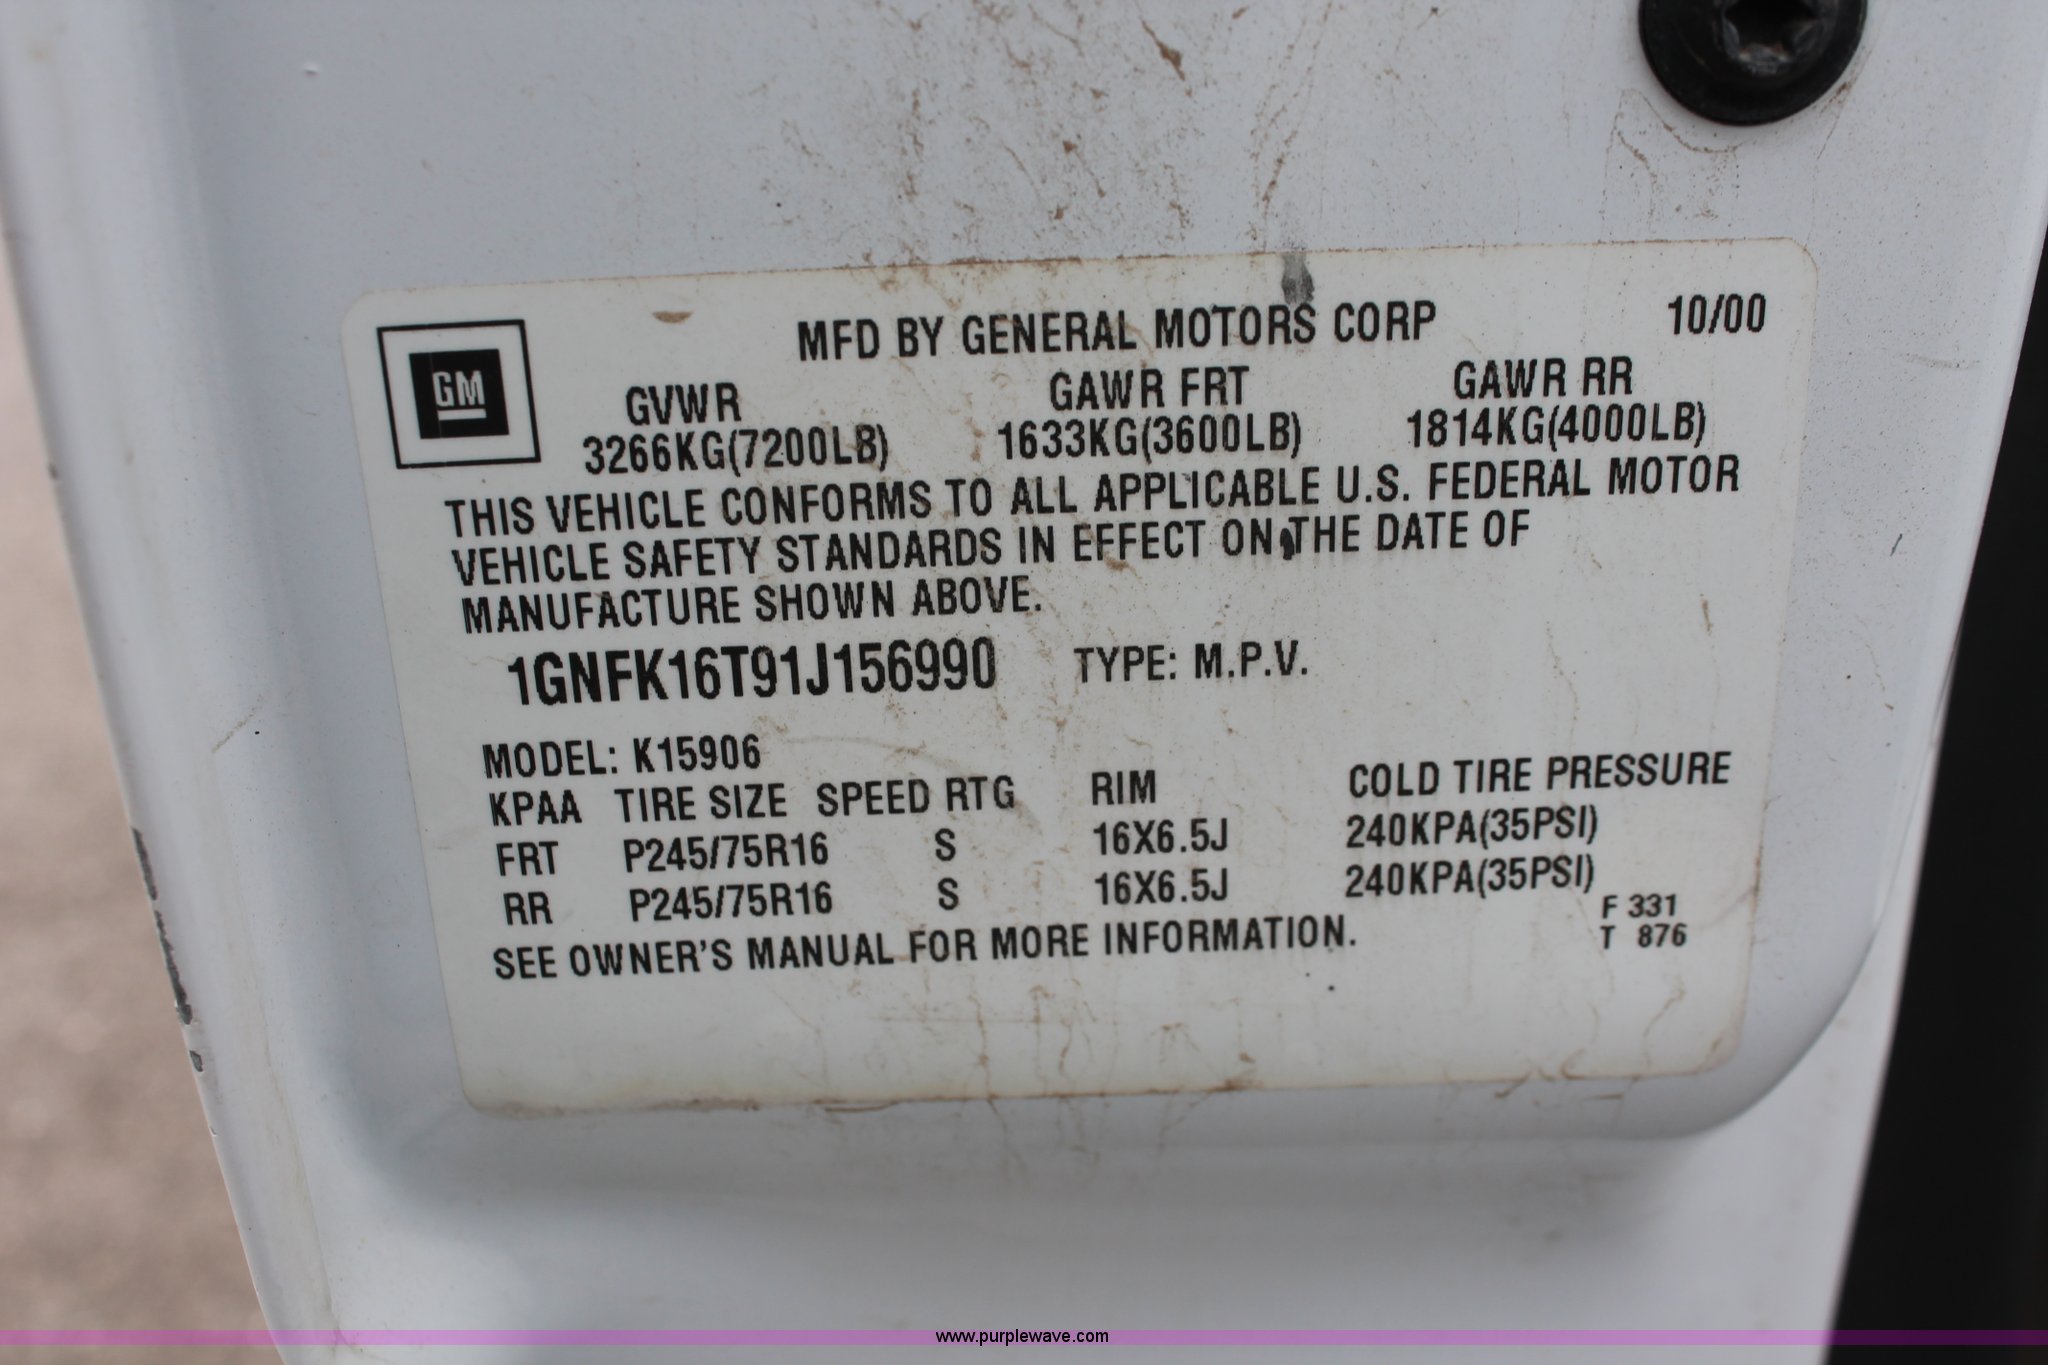 MFD BY GENERAL MOTORS CORP 10/00
GM
GVWR GAWR FRT GAWR RR
3266KG(7200LB) 1633KG(3600LB) 1814KG(4000LB)
THIS VEHICLE CONFORMS TO ALL APPLICABLE U.S. FEDERAL MOTOR
VEHICLE SAFETY STANDARDS IN EFFECT ON THE DATE OF
MANUFACTURE SHOWN ABOVE.
1GNFK16T91J156990 TYPE: M.P.V.
MODEL: K15906
KPAA TIRE SIZE SPEED RTG RIM COLD TIRE PRESSURE
FRT P245/75R16 S 16X6.5J 240KPA(35PSI)
RR P245/75R16 S 16X6.5J 240KPA(35PSI)
SEE OWNER'S MANUAL FOR MORE INFORMATION.
F 331
T 876
www.purplewave.com